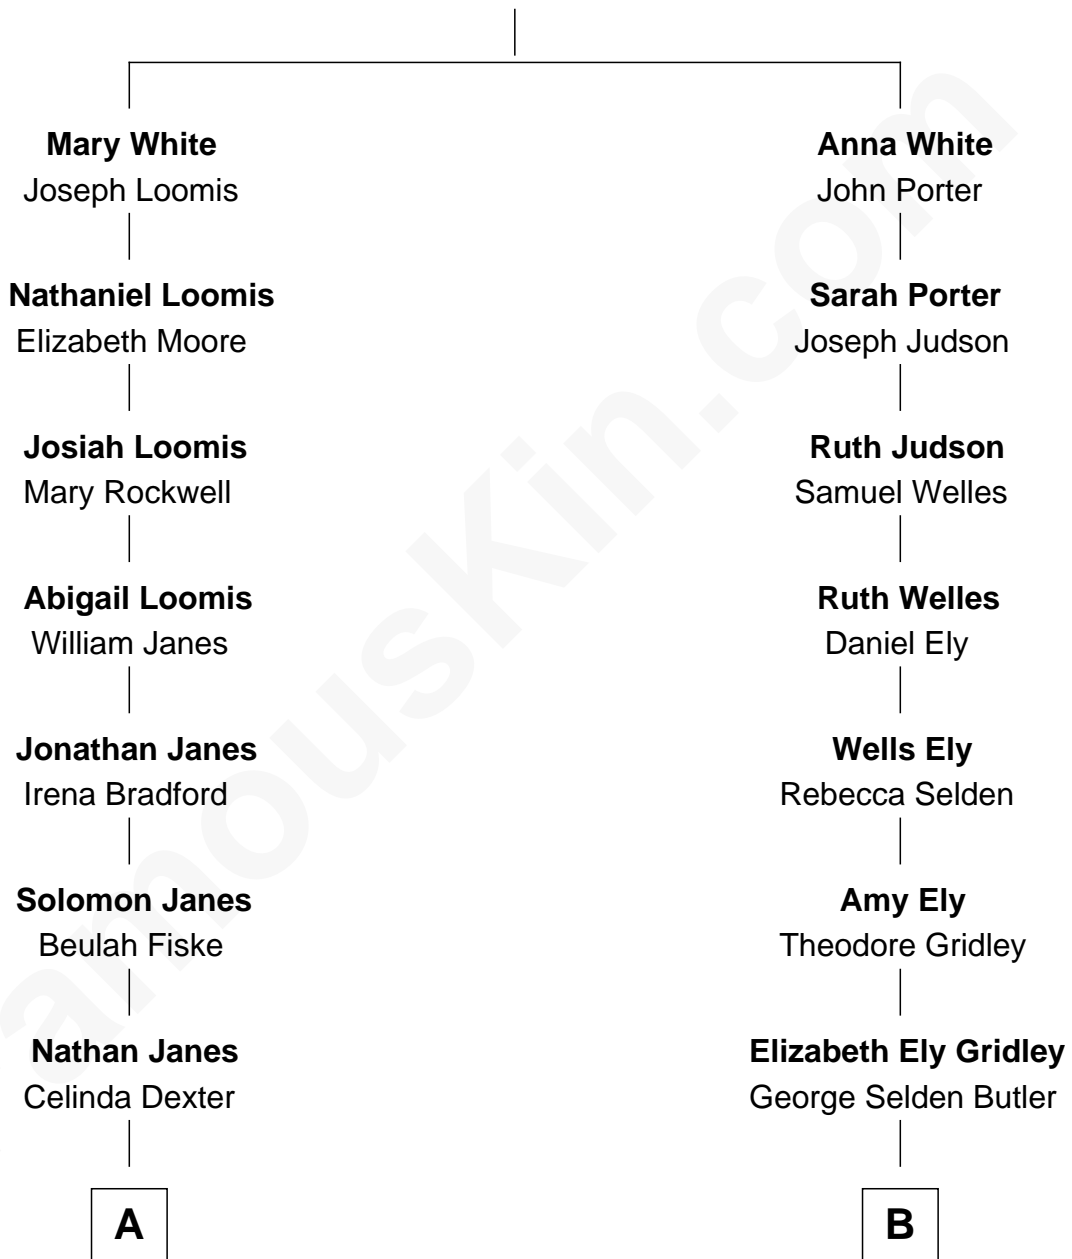 Mary White
Joseph Loomis
Nathaniel Loomis
Elizabeth Moore
Josiah Loomis
Mary Rockwell
Abigail Loomis
William Janes
Jonathan Janes
Irena Bradford
Solomon Janes
Beulah Fiske
Nathan Janes
Celinda Dexter
A
Anna White
John Porter
Sarah Porter
Joseph Judson
Ruth Judson
Samuel Welles
Ruth Welles
Daniel Ely
Wells Ely
Rebecca Selden
Amy Ely
Theodore Gridley
Elizabeth Ely Gridley
George Selden Butler
B
amousKin.com